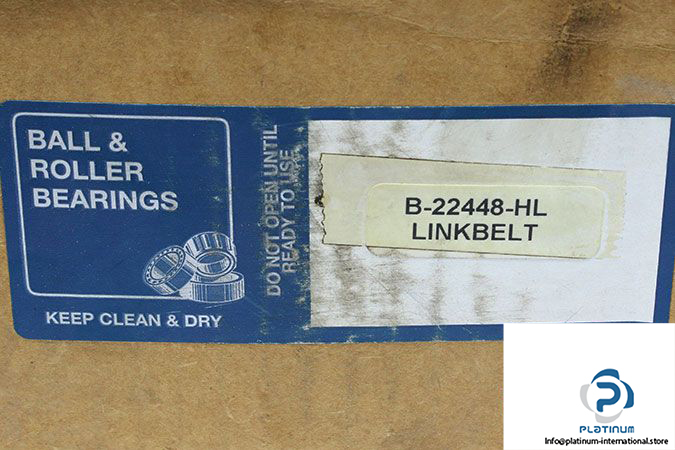 BALL &
ROLLER
BEARINGS
KEEP CLEAN & DRY
DO NOT OPEN UNTIL
READY TO USE
B-22448-HL
LINKBELT
PLATINUM
Info@platinum-international.store